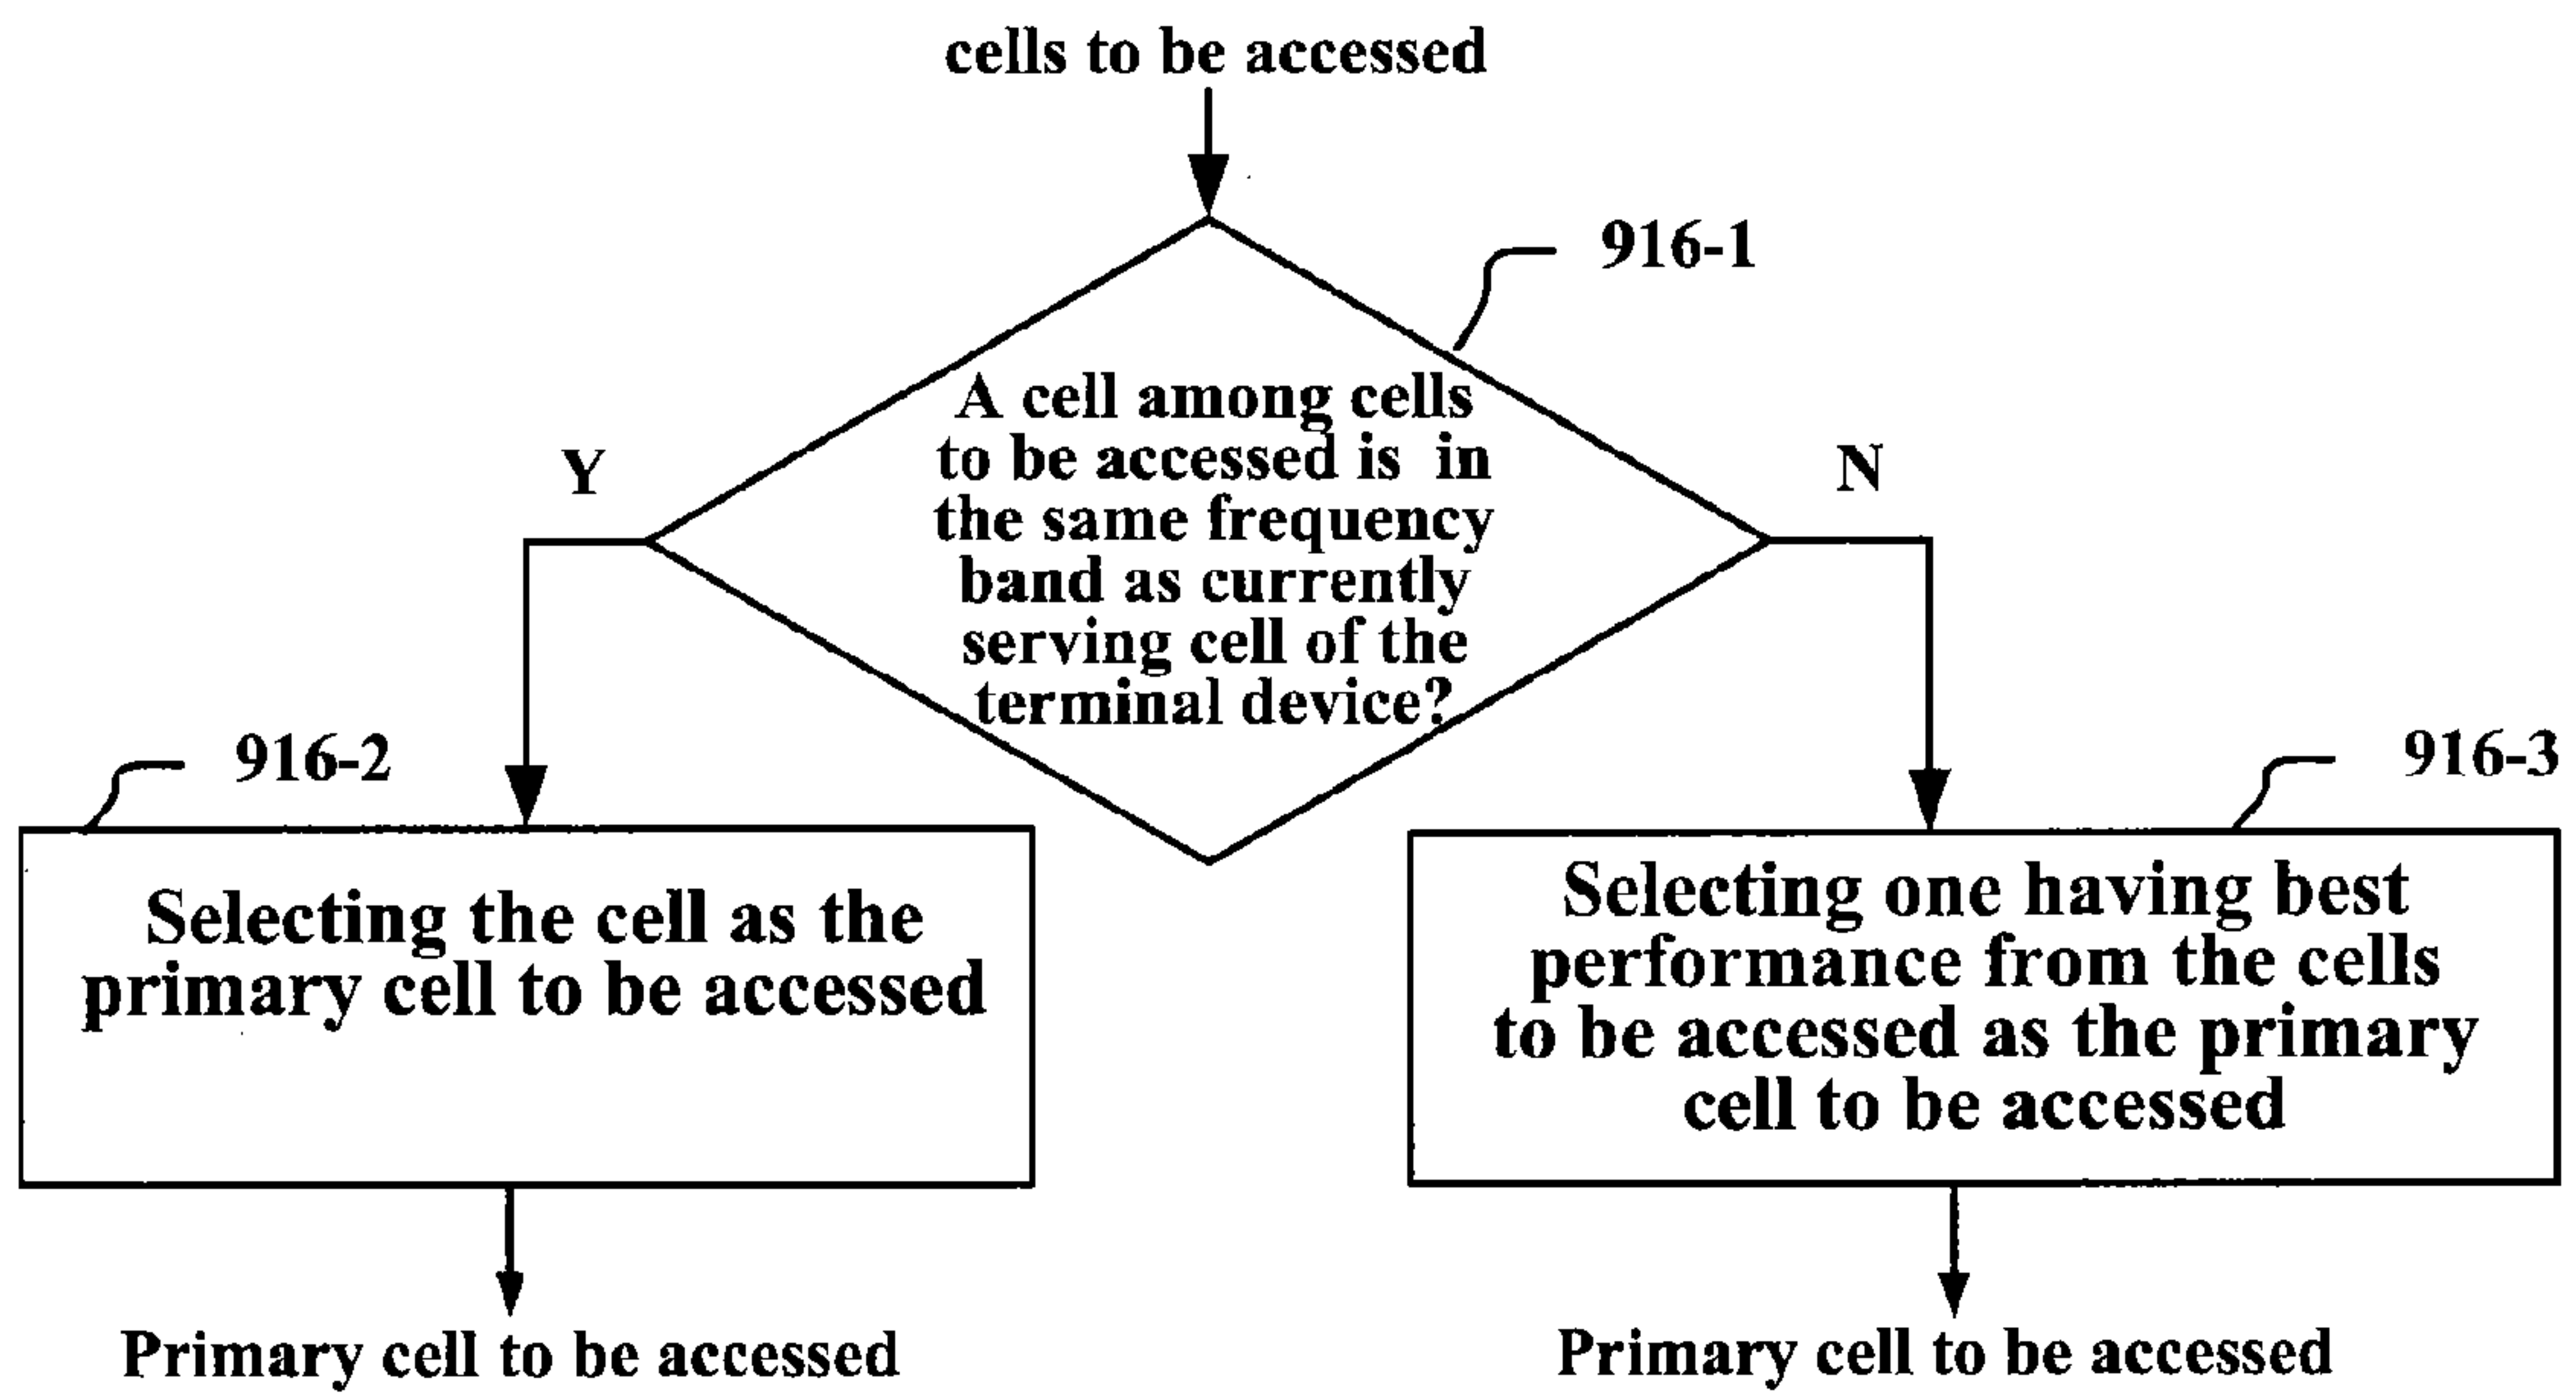 cells to be accessed
916-1
A cell among cells
to be accessed is in
the same frequency
band as currently
serving cell of the
terminal device?
Y
N
916-2
916-3
Selecting the cell as the
primary cell to be accessed
Selecting one having best
performance from the cells
to be accessed as the primary
cell to be accessed
Primary cell to be accessed
Primary cell to be accessed